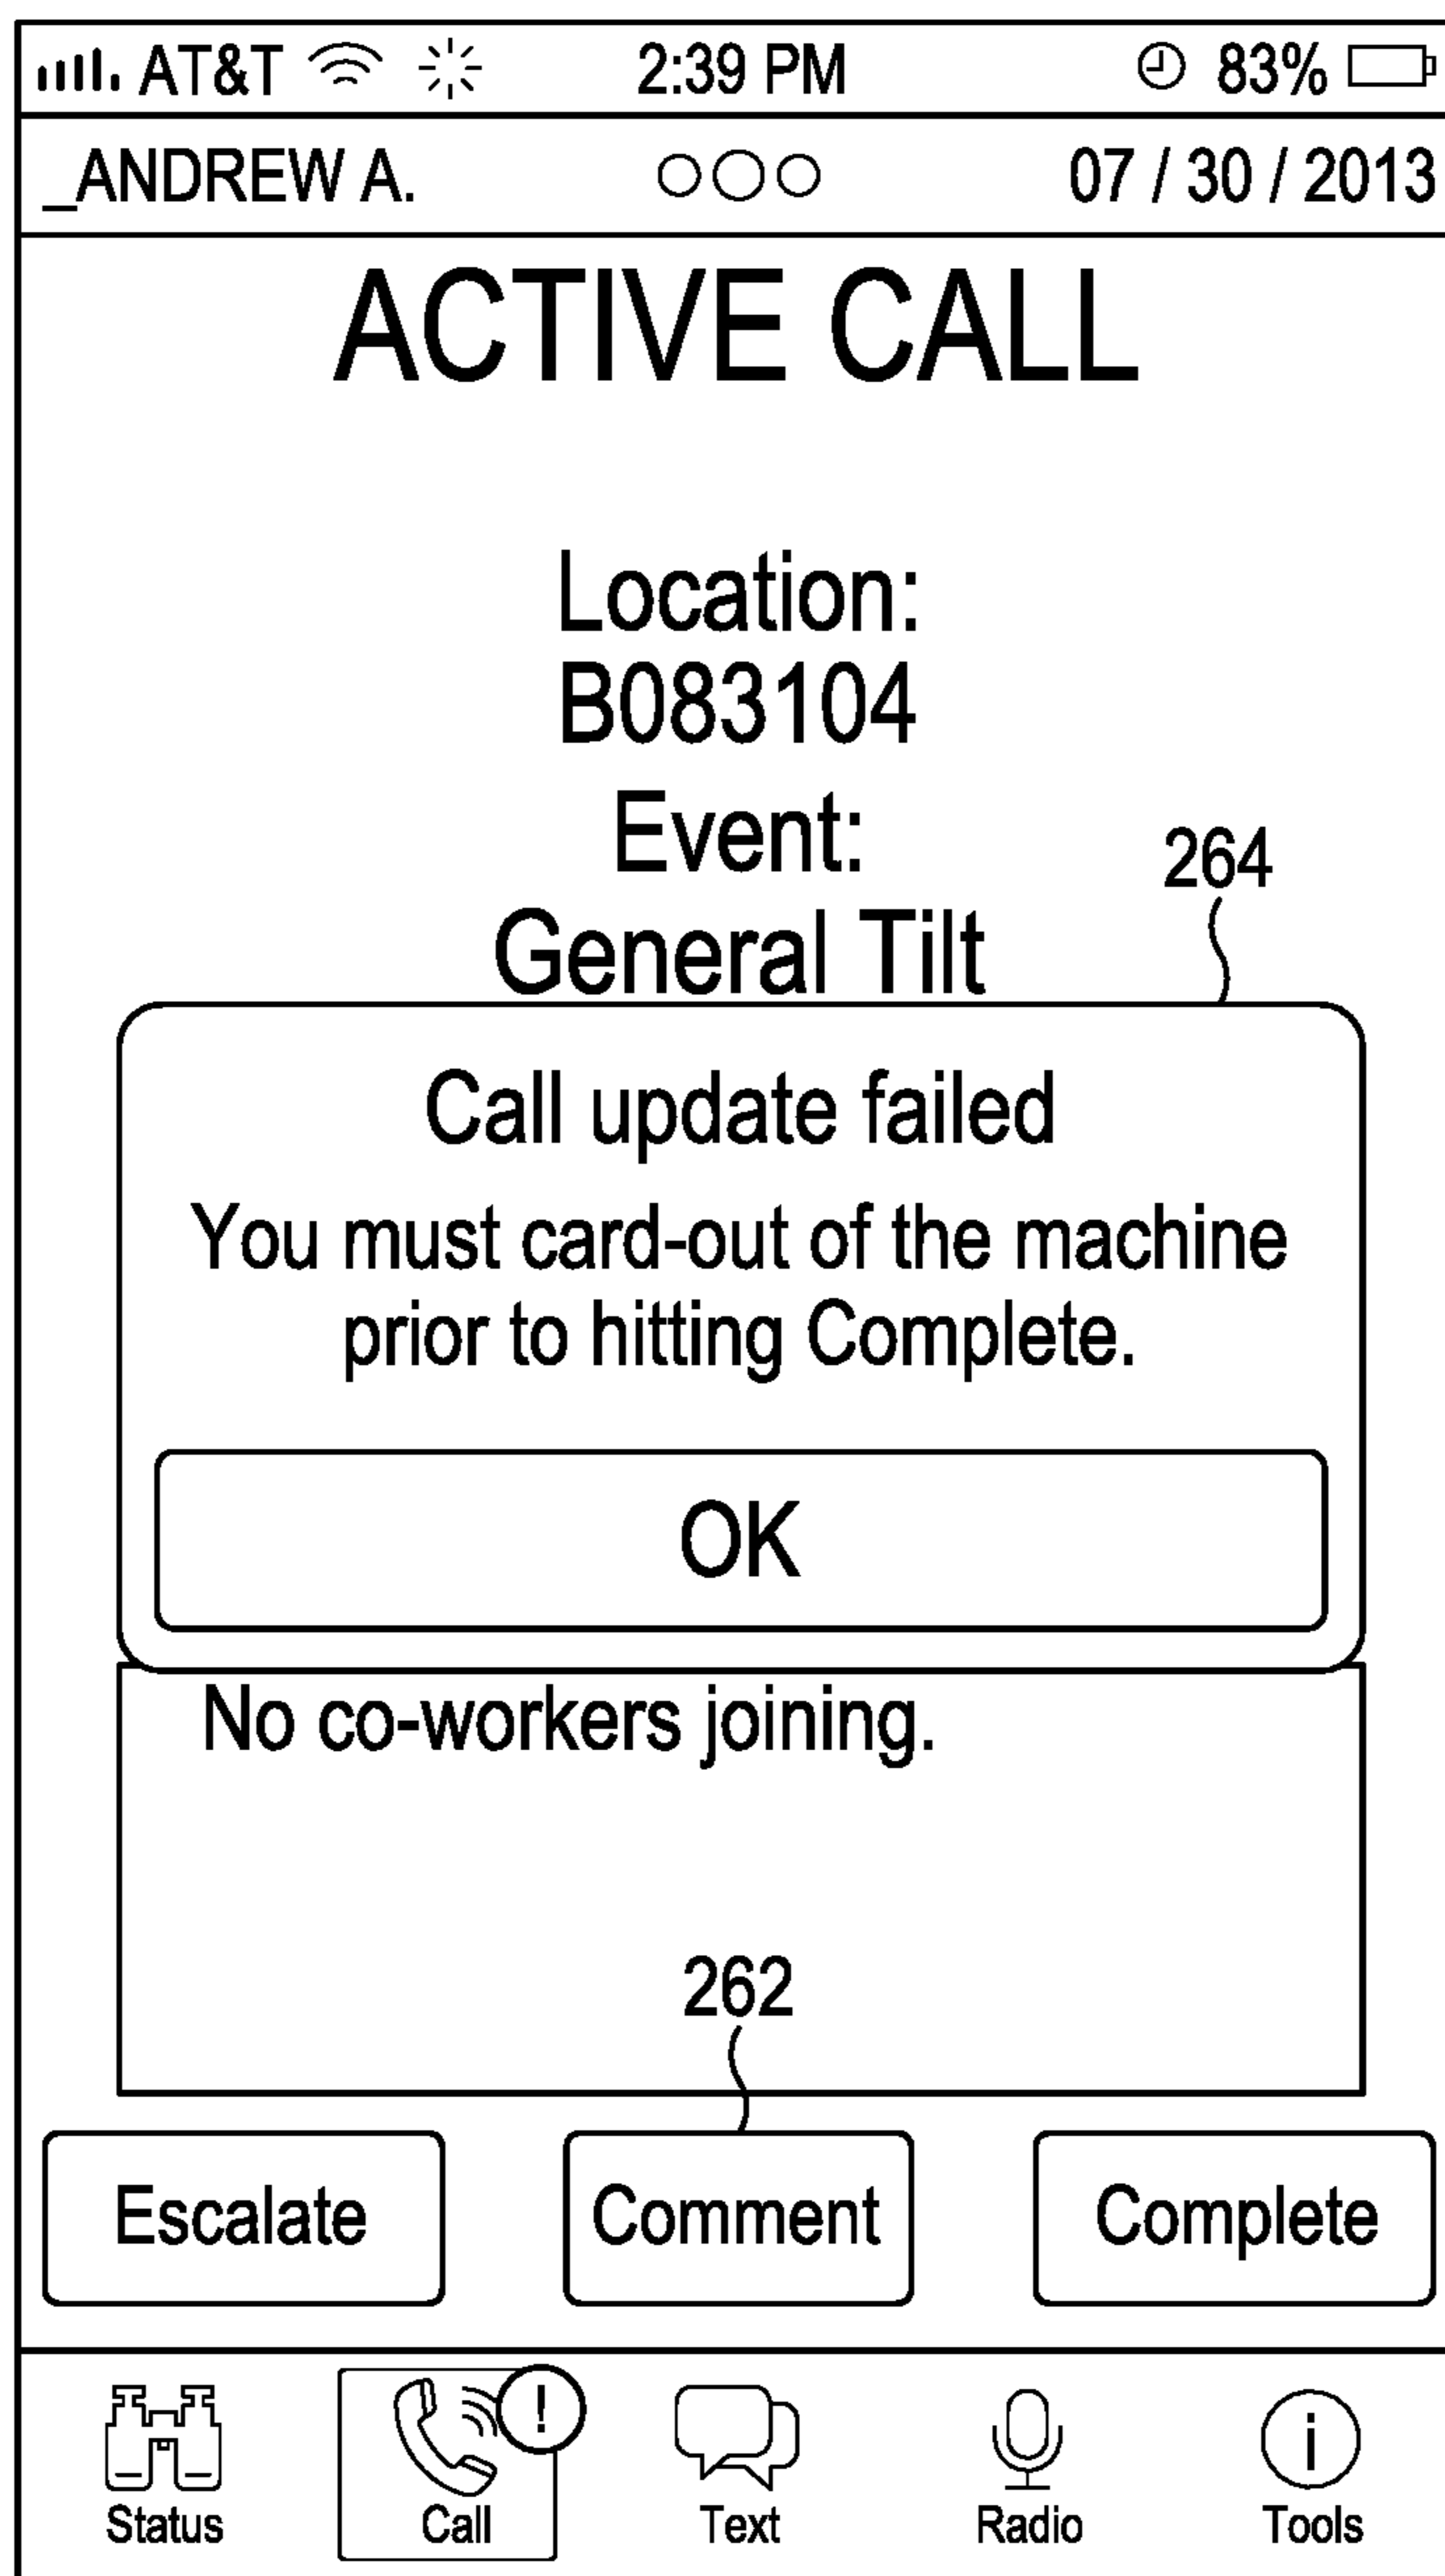 AT&T 2:39 PM 83%
_ANDREW A. 07 / 30 / 2013
ACTIVE CALL
Location:
B083104
Event:
264
General Tilt
Call update failed
You must card-out of the machine
prior to hitting Complete.
OK
No co-workers joining.
262
Escalate Comment Complete
!
i
Status Call Text Radio Tools